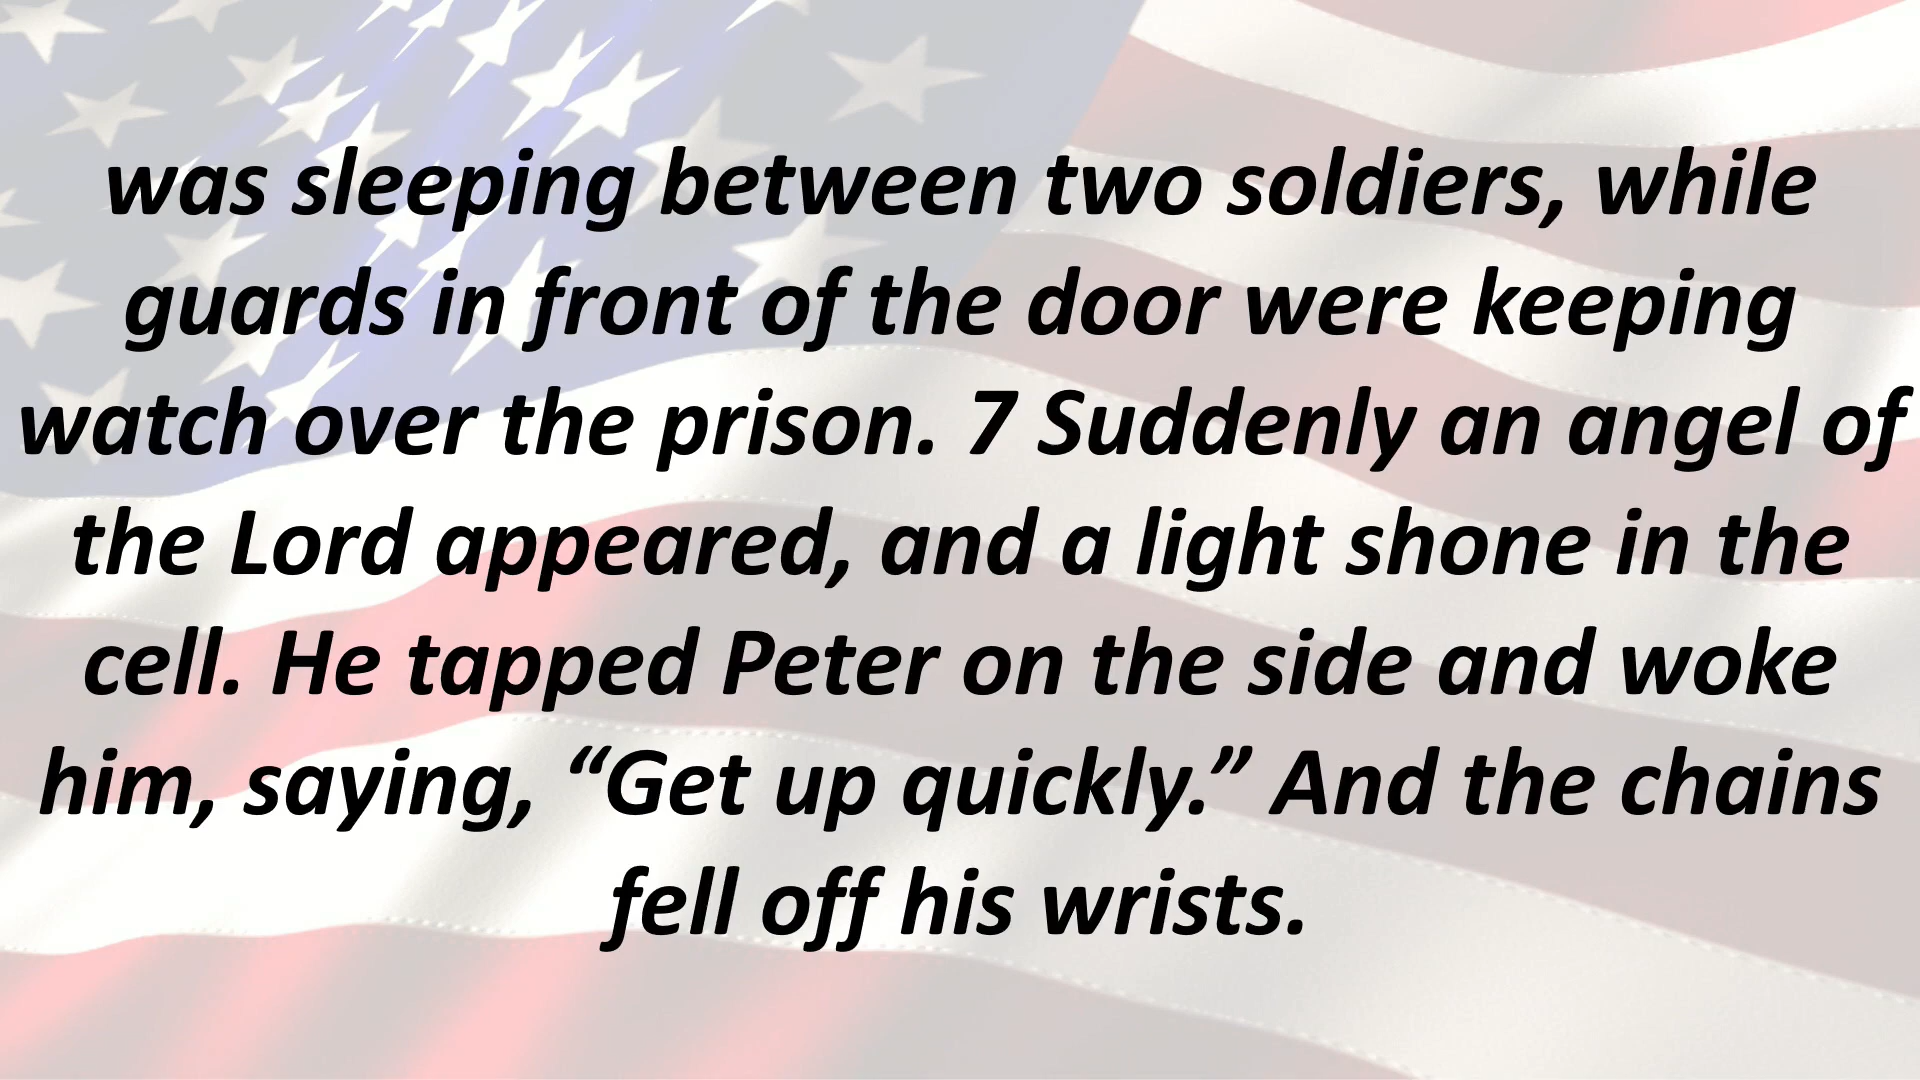 was sleeping between two soldiers, while
guards in front of the door were keeping
watch over the prison. 7 Suddenly an angel of
the Lord appeared, and a light shone in the
cell. He tapped Peter on the side and woke
him, saying, “Get up quickly.” And the chains
fell off his wrists.